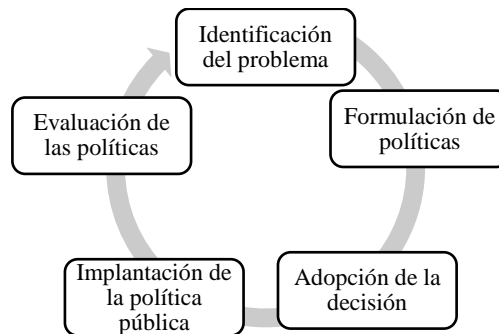 Identificación
del problema
Formulación de
políticas
Adopción de la
decisión
Implantación de
la política
pública
Evaluación de
las políticas